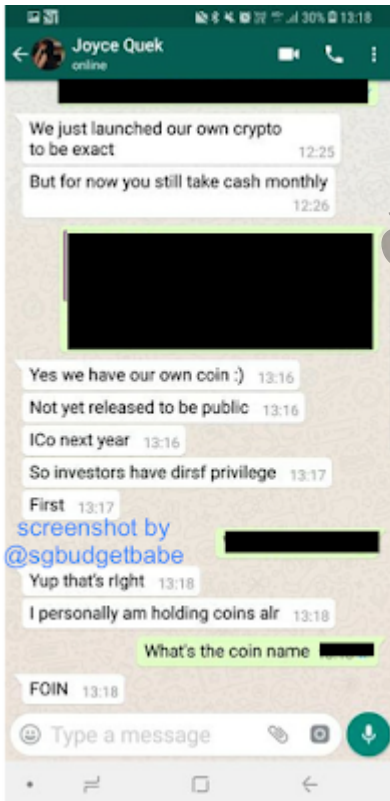 30% 13:18
Joyce Quek
online
We just launched our own crypto
to be exact 12:25
But for now you still take cash monthly
12:26
Yes we have our own coin :) 13:16
Not yet released to be public 13:16
ICo next year 13:16
So investors have dirsf privilege 13:17
First 13:17
screenshot by
@sgbudgetbabe
Yup that's right 13:18
I personally am holding coins alr 13:18
What's the coin name
FOIN 13:18
Type a message